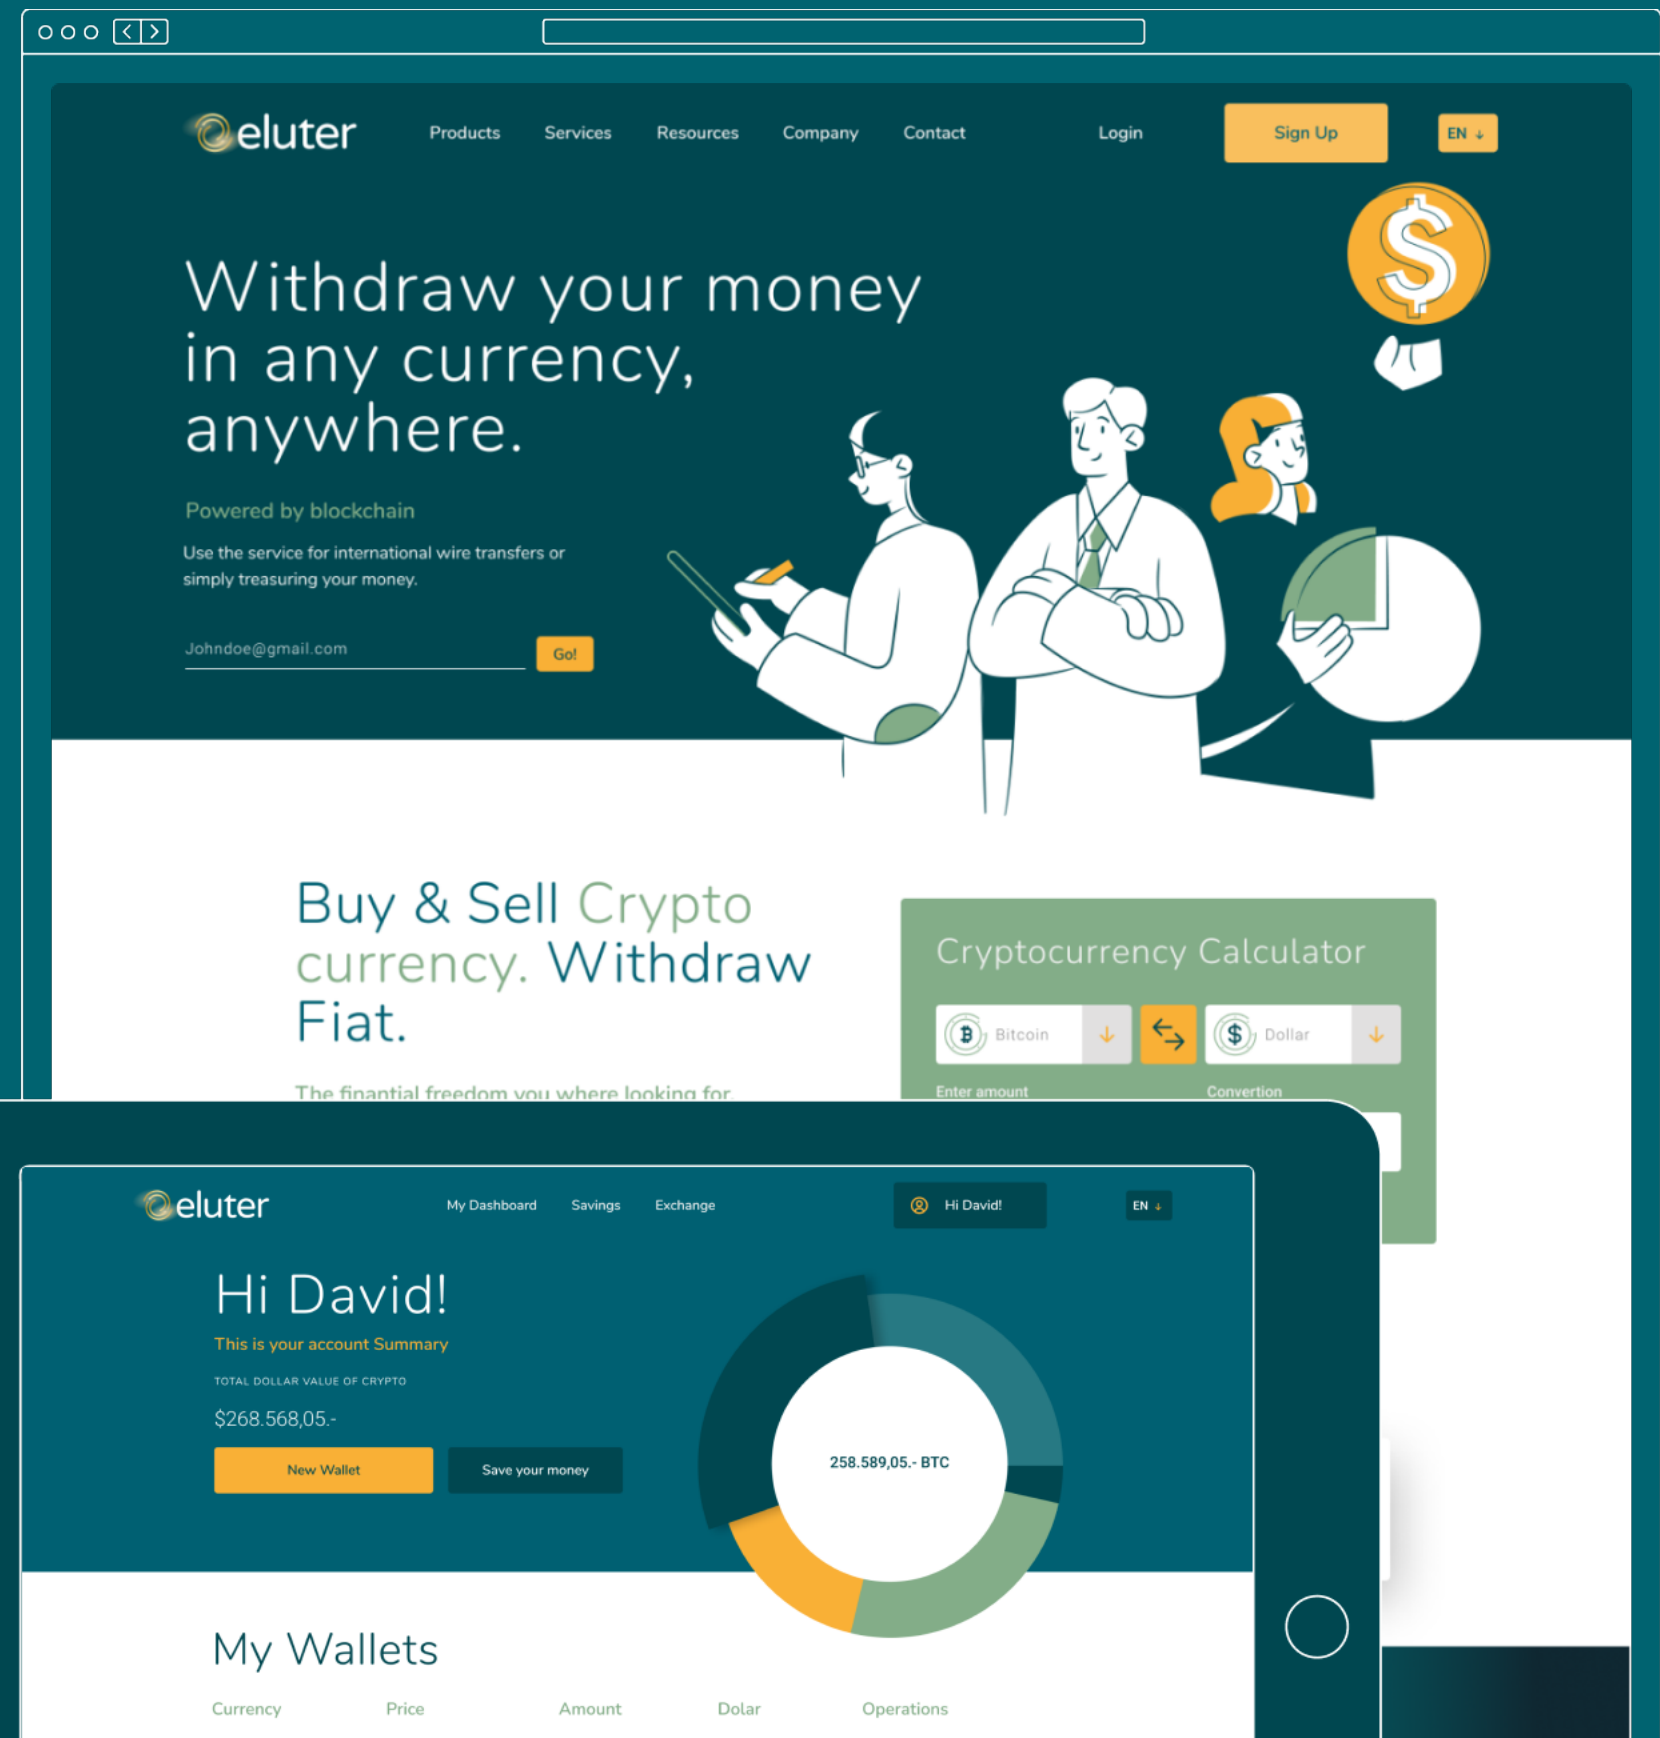 eluter
Products
Services
Resources
Company
Contact
Login
Sign Up
EN ↓
Withdraw your money
in any currency,
anywhere.
Powered by blockchain
Use the service for international wire transfers or
simply treasuring your money.
Johndoe@gmail.com
Go!
Buy & Sell Crypto
currency. Withdraw
Fiat.
The finantial freedom you where looking for.
Cryptocurrency Calculator
Bitcoin
Dollar
Enter amount
Convertion
eluter
My Dashboard
Savings
Exchange
Hi David!
EN ↓
Hi David!
This is your account Summary
TOTAL DOLLAR VALUE OF CRYPTO
$268.568,05.-
New Wallet
Save your money
258.589,05.- BTC
My Wallets
Currency
Price
Amount
Dolar
Operations